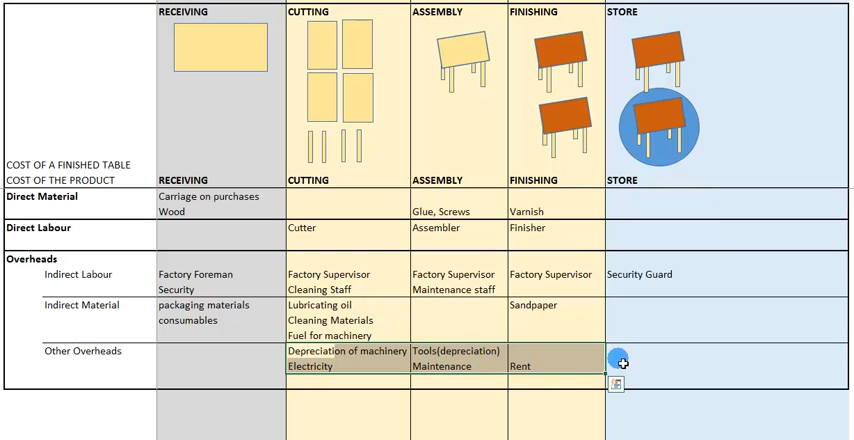 RECEIVING CUTTING ASSEMBLY FINISHING STORE
COST OF A FINISHED TABLE
COST OF THE PRODUCT RECEIVING CUTTING ASSEMBLY FINISHING STORE
Direct Material Carriage on purchases
Wood Glue, Screws Varnish
Direct Labour Cutter Assembler Finisher
Overheads
Indirect Labour Factory Foreman Factory Supervisor Factory Supervisor Factory Supervisor Security Guard
Security Cleaning Staff Maintenance staff
Indirect Material packaging materials Lubricating oil Sandpaper
consumables Cleaning Materials
Fuel for machinery
Other Overheads Depreciation of machinery Tools(depreciation)
Electricity Maintenance Rent